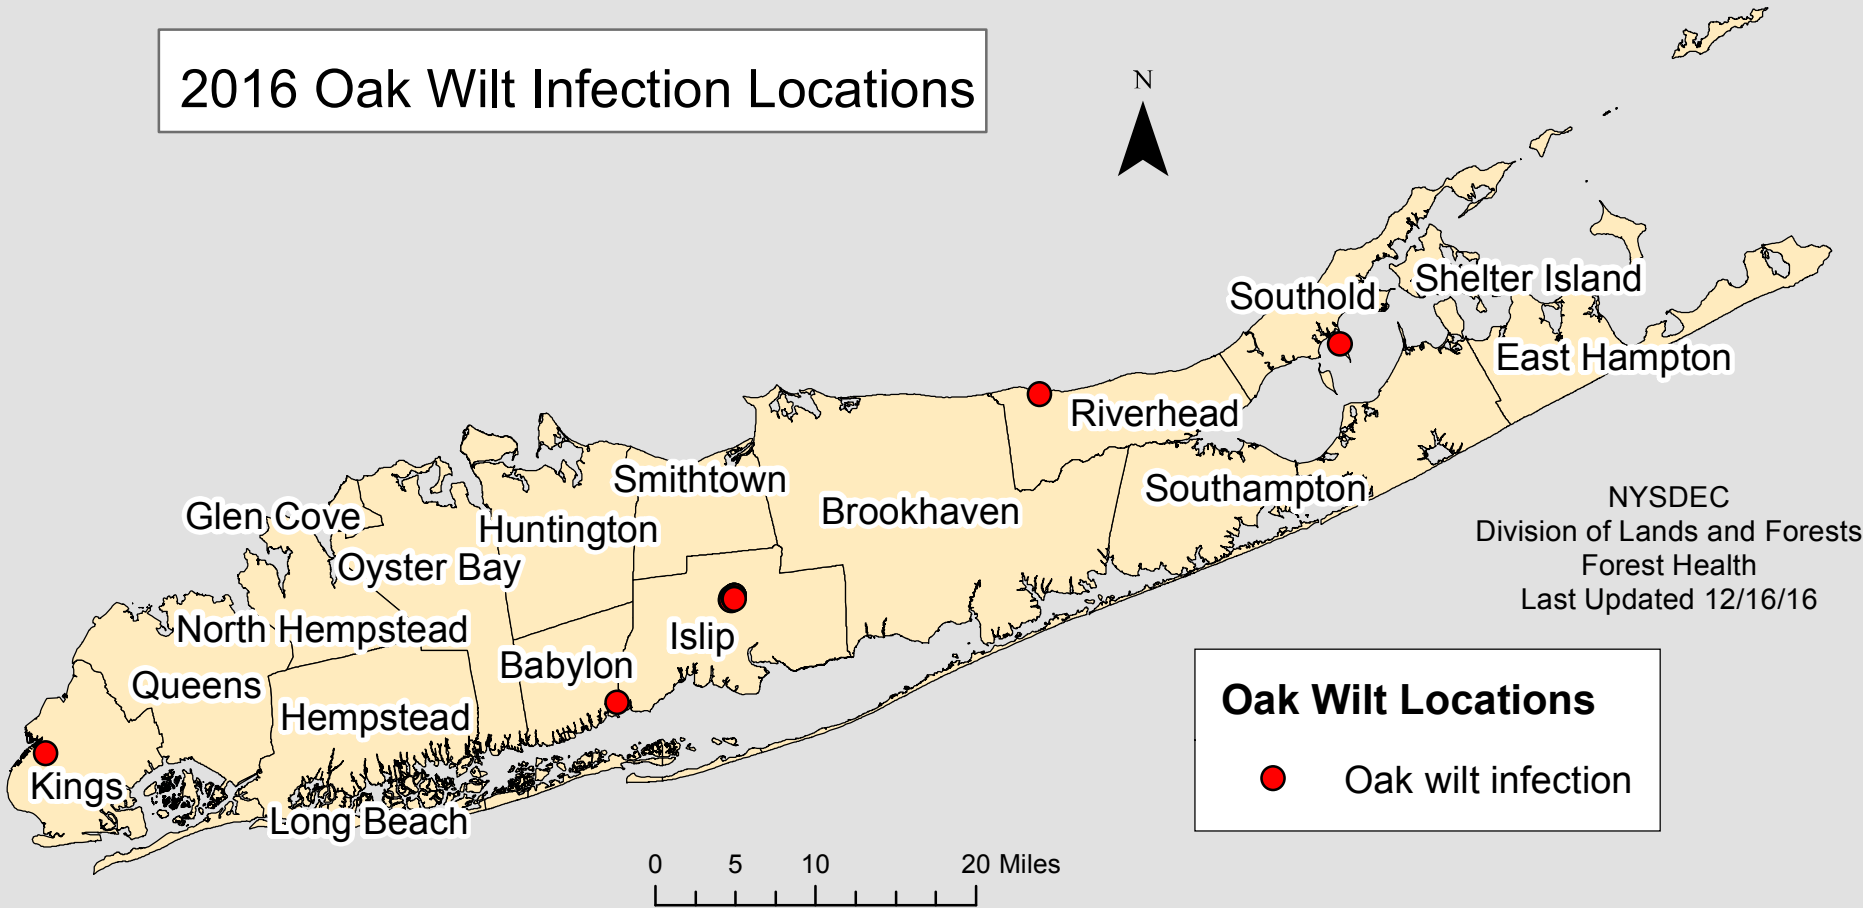 2016 Oak Wilt Infection Locations
N
Shelter Island
Southold
East Hampton
Riverhead
Smithtown
Southampton
Brookhaven
Glen Cove
Huntington
Oyster Bay
North Hempstead
Islip
Babylon
Queens
Hempstead
Kings
Long Beach
NYSDEC
Division of Lands and Forests
Forest Health
Last Updated 12/16/16
Oak Wilt Locations
Oak wilt infection
0 5 10 20 Miles